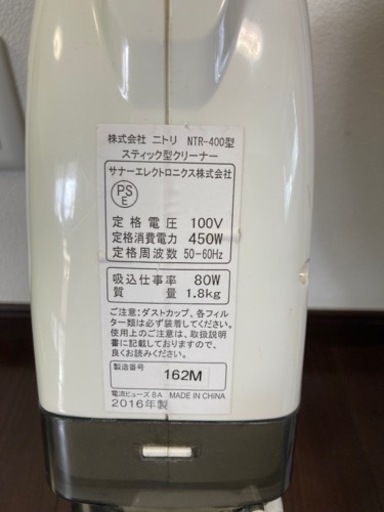 株式会社 ニトリ NTR-400型
スティック型クリーナー
サナーエレクトロニクス株式会社
PS
E
定格電圧 100V
定格消費電力 450W
定格周波数 50-60Hz
吸込仕事率 80W
質量 1.8kg
ご注意:ダストカップ、各フィ
ルター類は必ず装着してください。
使用上のご注意は、取扱説明
書に記載しておりますので、
良くお読みください。
製造番号 162M
電流ヒューズ 8A MADE IN CHINA
2016年製